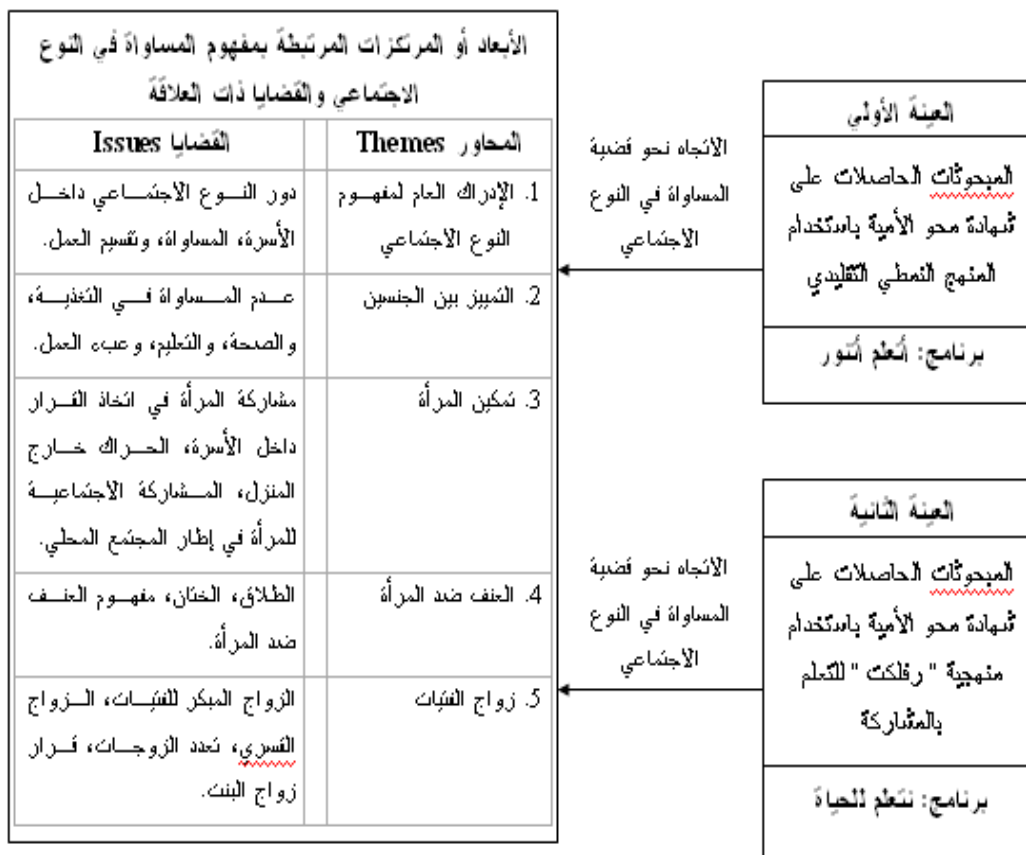 الأبعاد أو المرتكزات المرتبطة بمفهوم المساواة في النوع
الاجتماعي والقضايا ذات العلاقة
المحاور Themes
القضايا Issues
1. الإدراك العام لمفهوم
النوع الاجتماعي
دور النوع الاجتماعي داخل
الأسرة، المساواة، وتقسيم العمل.
2. التمييز بين الجنسين
عدم المساواة في التغذية،
والصحة، والتعليم، وعبء العمل.
3. تمكين المرأة
مشاركة المرأة في اتخاذ القرار
داخل الأسرة، الحراك خارج
المنزل، المشاركة الاجتماعية
للمرأة في إطار المجتمع المحلي.
4. العنف ضد المرأة
الطلاق، الختان، مفهوم العنف
ضد المرأة.
5. زواج الفتيات
الزواج المبكر للفتيات، الزواج
القسري، تعدد الزوجات، قرار
زواج البنت.
الاتجاه نحو قضية
المساواة في النوع
الاجتماعي
العينة الأولي
المبحوثات الحاصلات على
شهادة محو الأمية باستخدام
المنهج النمطي التقليدي
برنامج: أتعلم أتنور
الاتجاه نحو قضية
المساواة في النوع
الاجتماعي
العينة الثانية
المبحوثات الحاصلات على
شهادة محو الأمية باستخدام
منهجية " رفلكت " للتعلم
بالمشاركة
برنامج: نتعلم للحياة